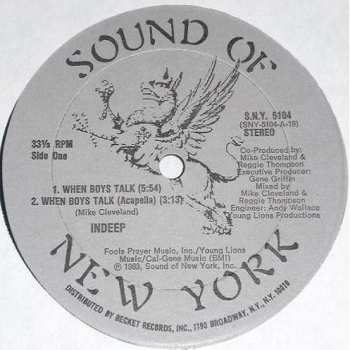 SOUND OF
S.N.Y. 5104
(SNY-5104-A-19)
STEREO
33⅓ RPM
Side One
Co-Produced by:
Mike Cleveland &
Reggie Thompson
Executive Producer:
Gene Griffin
Mixed by
Mike Cleveland
& Reggie Thompson
Engineer: Andy Wallace
Young Lions Productions
1. WHEN BOYS TALK (5:54)
2. WHEN BOYS TALK (Acapella) (3:13)
(Mike Cleveland)
INDEEP
Fools Prayer Music, Inc./Young Lions
Music/Cal-Gene Music (BMI)
℗ 1983, Sound of New York, Inc.
NEW YORK
DISTRIBUTED BY BECKET RECORDS, INC., 1790 BROADWAY, N.Y., N.Y. 10019